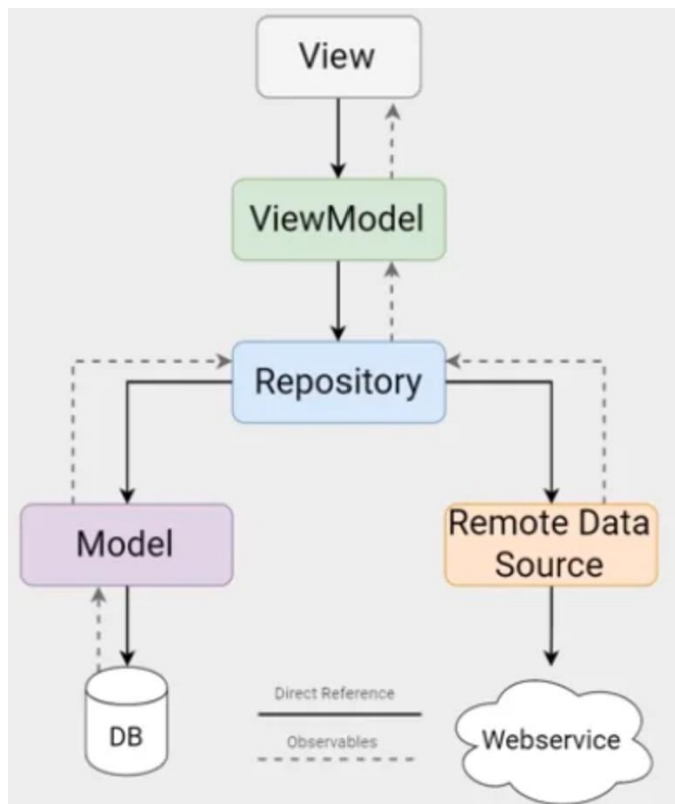 View
ViewModel
Repository
Model
Remote Data
Source
Direct Reference
Observables
DB
Webservice